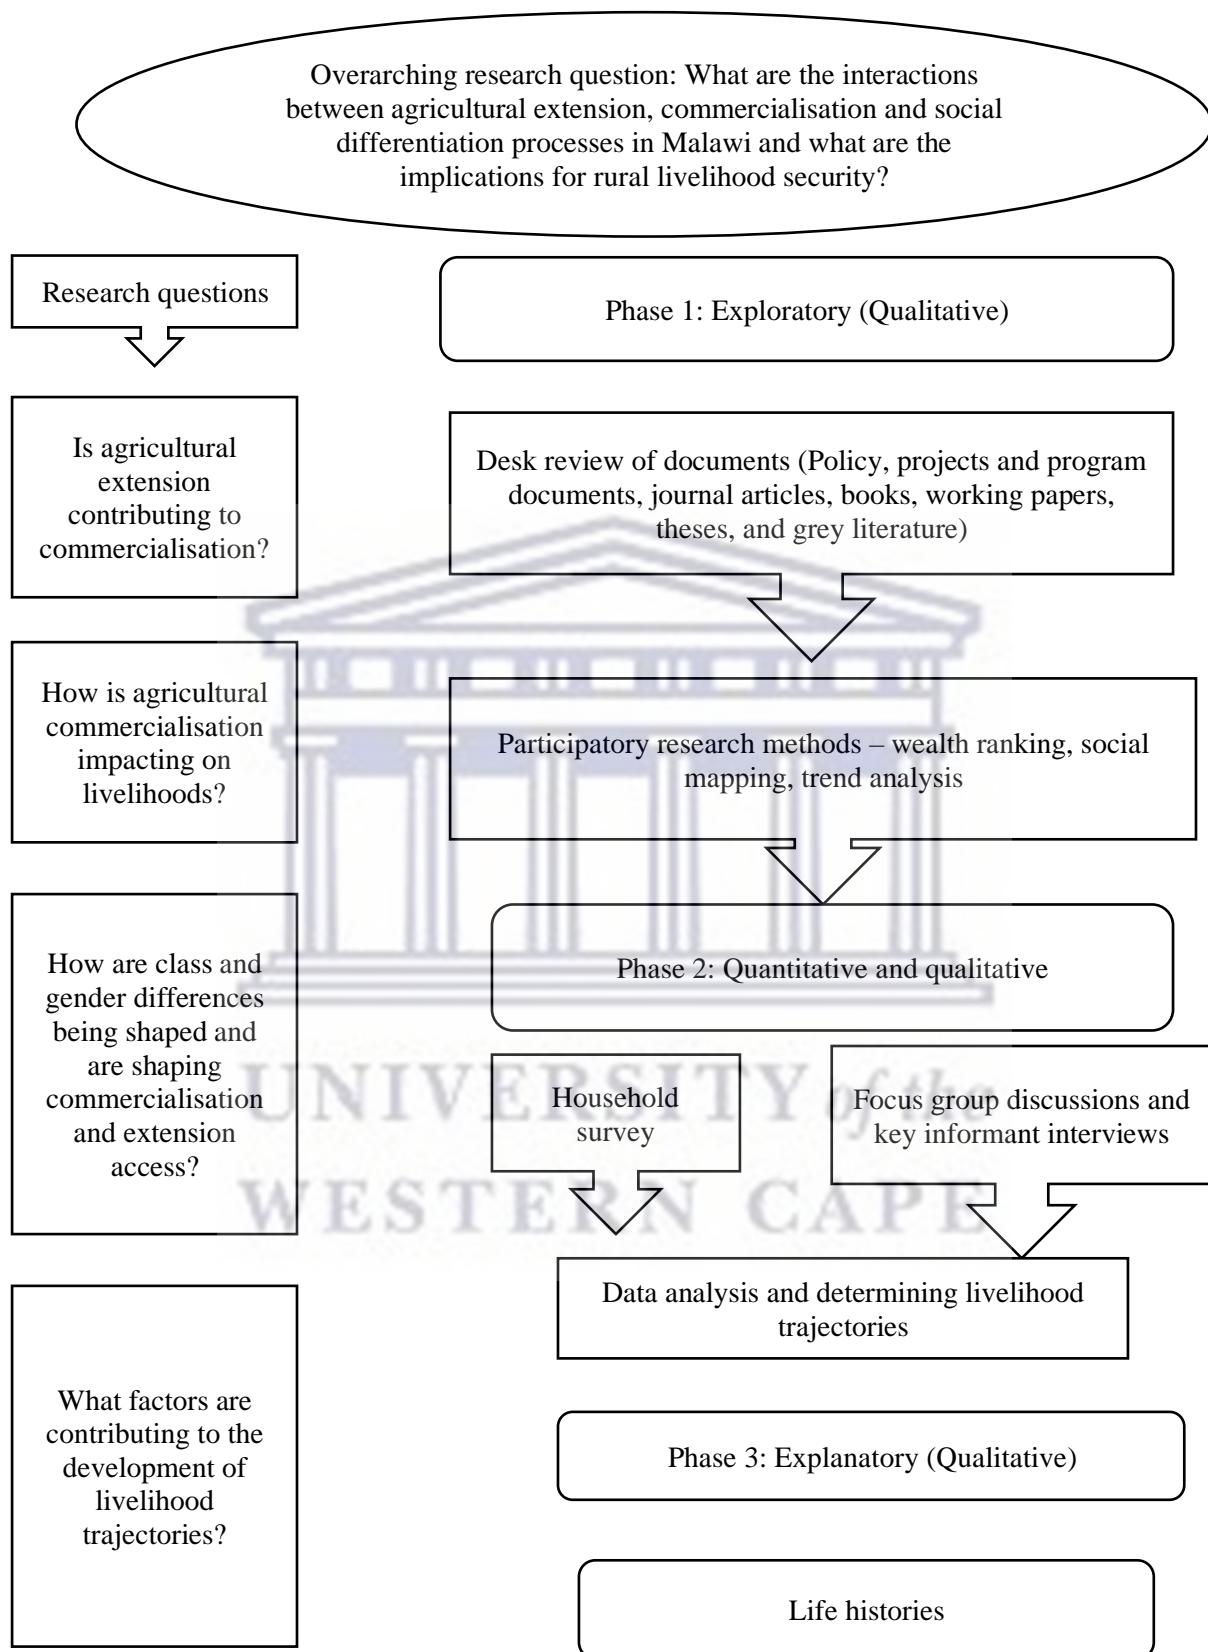 Overarching research question: What are the interactions
between agricultural extension, commercialisation and social
differentiation processes in Malawi and what are the
implications for rural livelihood security?
Research questions
Phase 1: Exploratory (Qualitative)
Is agricultural
extension
contributing to
commercialisation?
Desk review of documents (Policy, projects and program
documents, journal articles, books, working papers,
theses, and grey literature)
How is agricultural
commercialisation
impacting on
livelihoods?
Participatory research methods – wealth ranking, social
mapping, trend analysis
How are class and
gender differences
being shaped and
are shaping
commercialisation
and extension
access?
Phase 2: Quantitative and qualitative
Household
survey
Focus group discussions and
key informant interviews
UNIVERSITY of the
WESTERN CAPE
Data analysis and determining livelihood
trajectories
What factors are
contributing to the
development of
livelihood
trajectories?
Phase 3: Explanatory (Qualitative)
Life histories